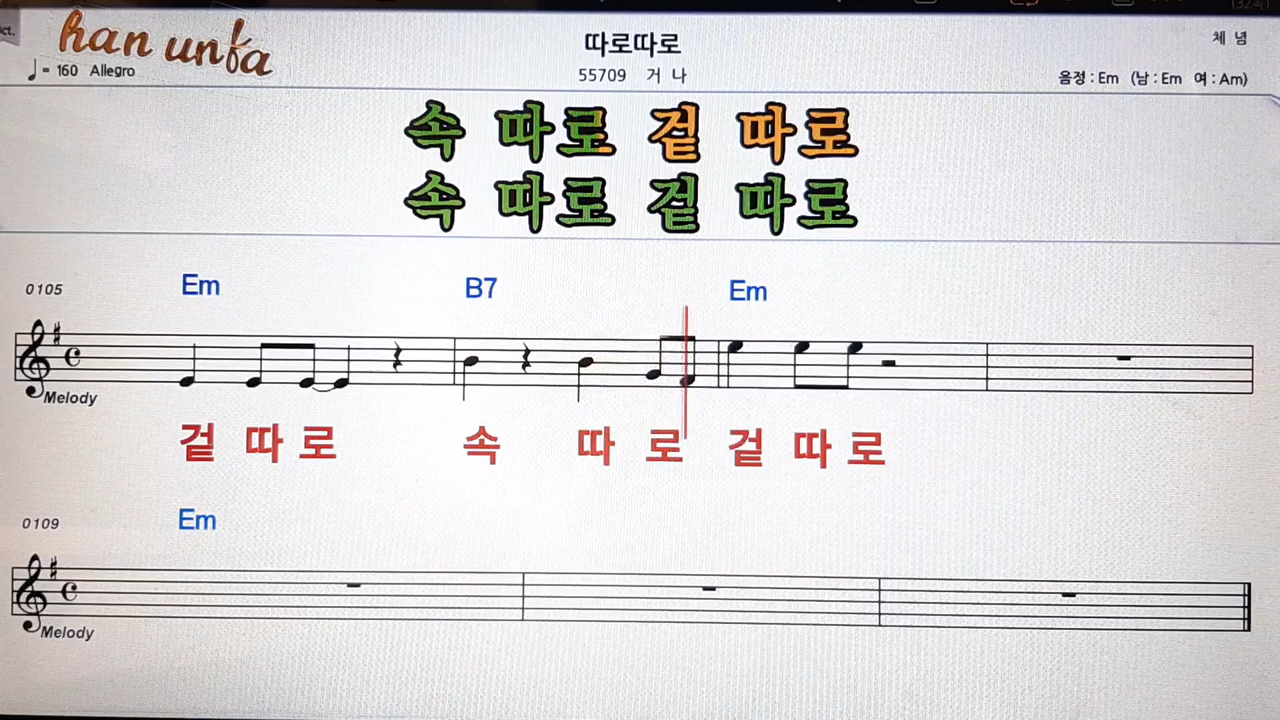 ct.
han unfa
따로따로
체 념
♩= 160 Allegro
55709 거 나
음정 : Em (남 : Em 여 : Am)
속 따로 겉 따로
속 따로 겉 따로
0105
Em B7 Em
Melody
겉 따 로 속 따 로 겉 따 로
0109
Em
Melody